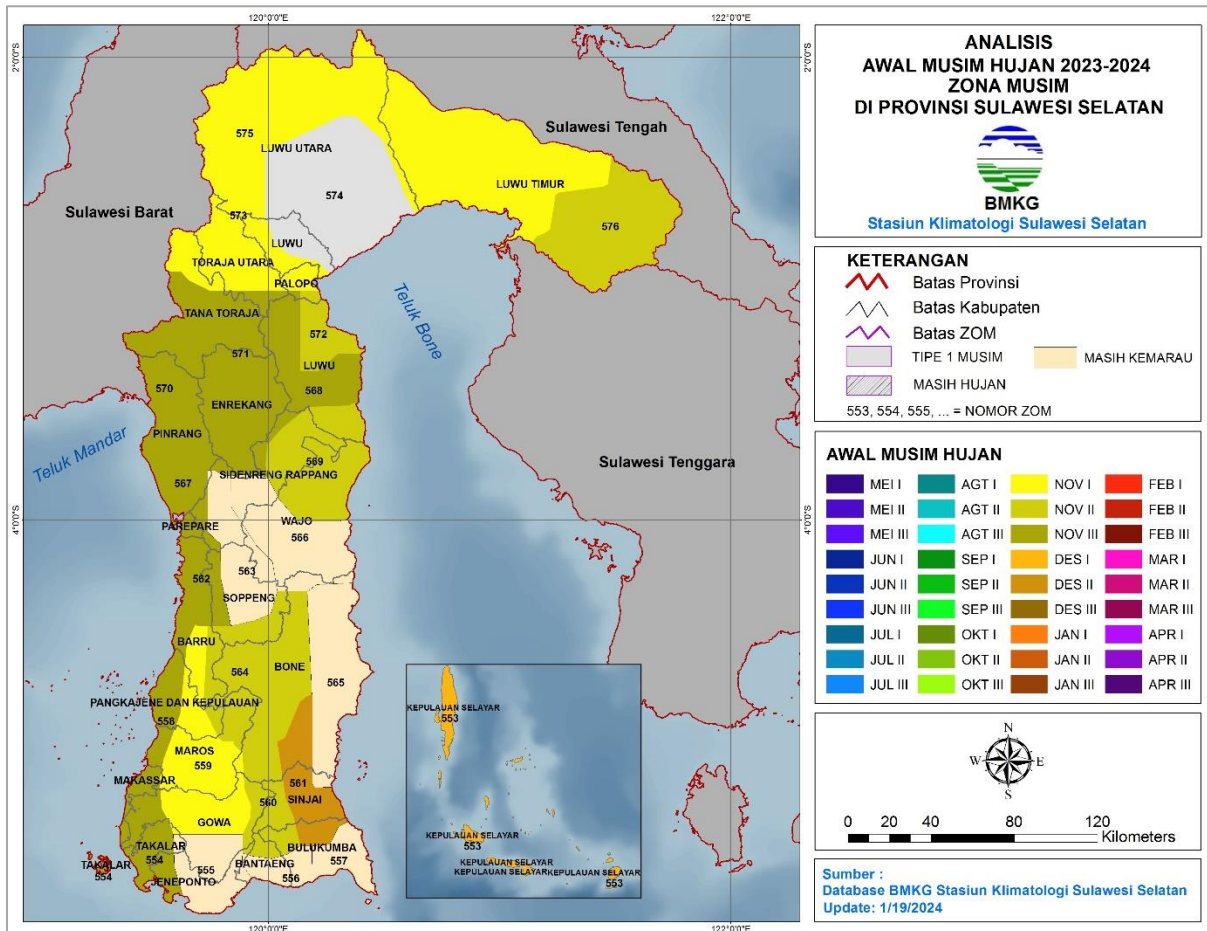 120°0'0"E
122°0'0"E
2°0'0"S
2°0'0"S
4°0'0"S
4°0'0"S
120°0'0"E
122°0'0"E
575
LUWU UTARA
574
Sulawesi Tengah
LUWU TIMUR
576
Sulawesi Barat
573
LUWU
TORAJA UTARA
PALOPO
TANA TORAJA
572
571
LUWU
Teluk Bone
570
568
ENREKANG
PINRANG
Teluk Mandar
569
SIDENRENG RAPPANG
567
Sulawesi Tenggara
PAREPARE
WAJO
566
562
563
SOPPENG
BARRU
564
BONE
565
PANGKAJENE DAN KEPULAUAN
558
MAROS
559
MAKASSAR
561
560
SINJAI
GOWA
TAKALAR
554
BULUKUMBA
557
TAKALAR
554
555
BANTAENG
556
JENEPONTO
KEPULAUAN SELAYAR
553
KEPULAUAN SELAYAR
553
KEPULAUAN SELAYAR
KEPULAUAN SELAYAR
KEPULAUAN SELAYAR
553
ANALISIS
AWAL MUSIM HUJAN 2023-2024
ZONA MUSIM
DI PROVINSI SULAWESI SELATAN
BMKG
Stasiun Klimatologi Sulawesi Selatan
KETERANGAN
Batas Provinsi
Batas Kabupaten
Batas ZOM
TIPE 1 MUSIM
MASIH KEMARAU
MASIH HUJAN
553, 554, 555, ... = NOMOR ZOM
AWAL MUSIM HUJAN
MEI I AGT I NOV I FEB I
MEI II AGT II NOV II FEB II
MEI III AGT III NOV III FEB III
JUN I SEP I DES I MAR I
JUN II SEP II DES II MAR II
JUN III SEP III DES III MAR III
JUL I OKT I JAN I APR I
JUL II OKT II JAN II APR II
JUL III OKT III JAN III APR III
N
W E
S
0 20 40 80 120
Kilometers
Sumber :
Database BMKG Stasiun Klimatologi Sulawesi Selatan
Update: 1/19/2024